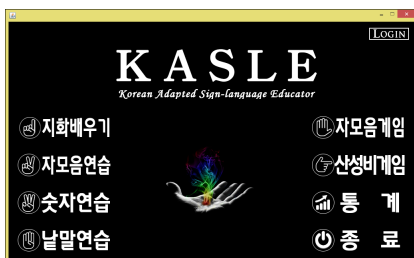 LOGIN
KASLE
Korean Adapted Sign-language Educator
지화배우기
자모음게임
자모음연습
산성비게임
숫자연습
통 계
낱말연습
종 료